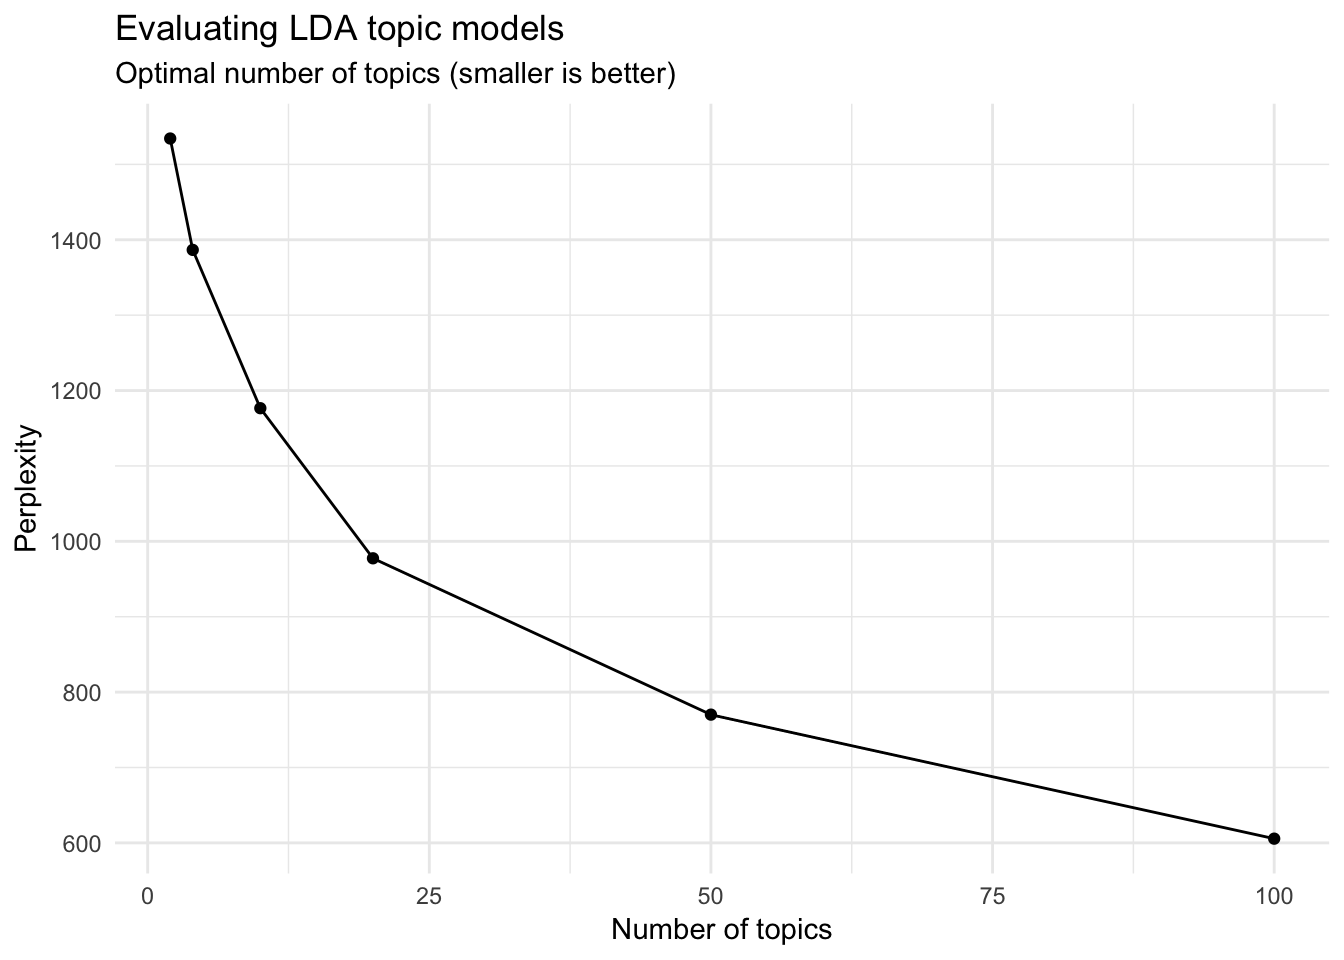 Evaluating LDA topic models
Optimal number of topics (smaller is better)
1400
1200
1000
800
600
Perplexity
0 25 50 75 100
Number of topics